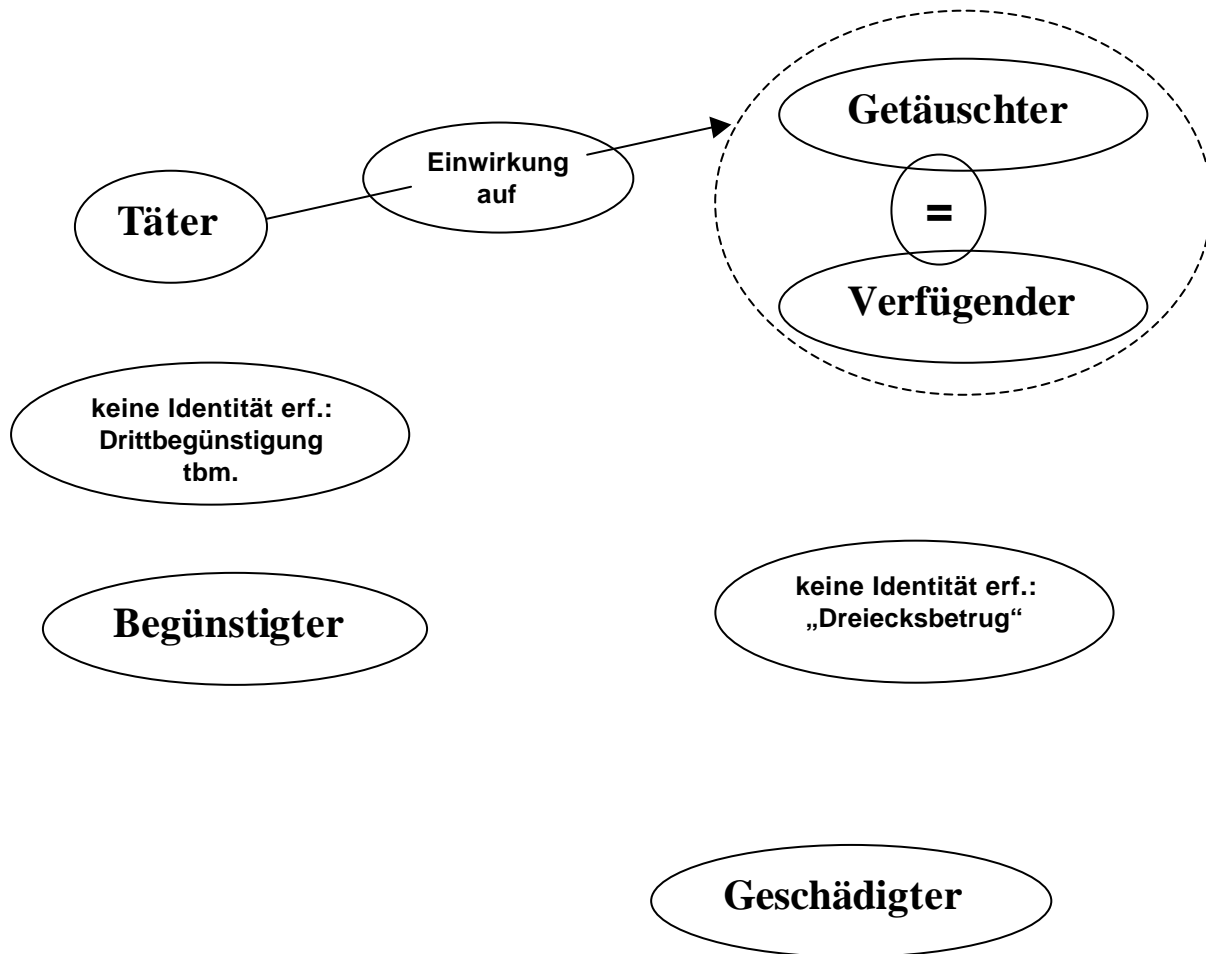 Getäuschter
Einwirkung
auf
Täter
=
Verfügender
keine Identität erf.:
Drittbegünstigung
tbm.
keine Identität erf.:
„Dreiecksbetrug“
Begünstigter
Geschädigter